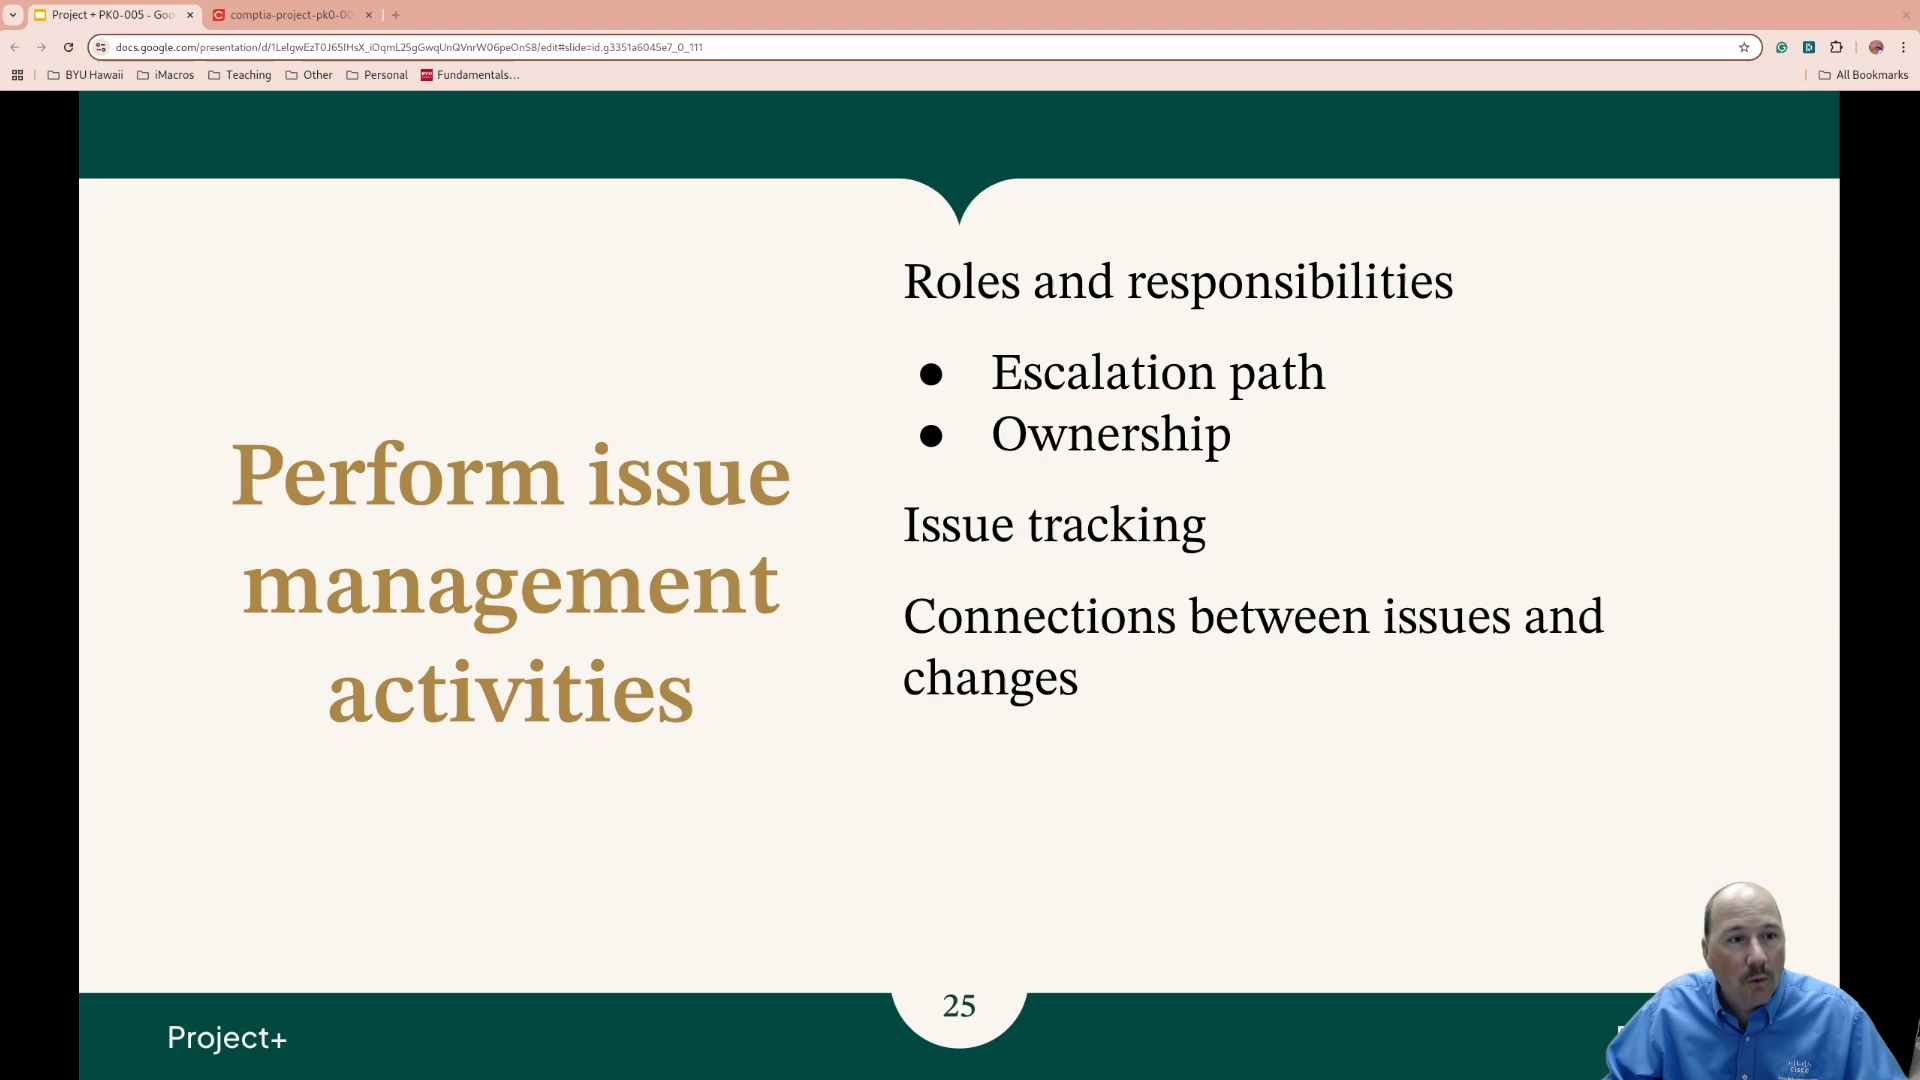 Project + PK0-005 - Goo
comptia-project-pk0-00
docs.google.com/presentation/d/1LelgwEzT0J65IHsX_iOqmL25gGwqUnQVnrW06peOnS8/edit#slide=id.g3351a6045e7_0_111
BYU Hawaii
iMacros
Teaching
Other
Personal
Fundamentals...
All Bookmarks
Perform issue
management
activities
Roles and responsibilities
● Escalation path
● Ownership
Issue tracking
Connections between issues and
changes
25
Project+
cisco